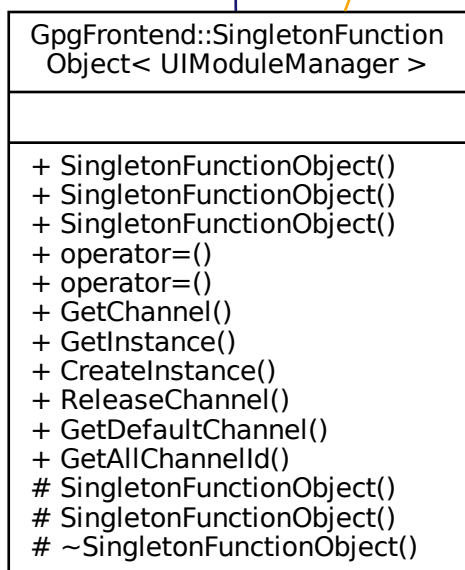 GpgFrontend::SingletonFunction
Object< UIModuleManager >
+ SingletonFunctionObject()
+ SingletonFunctionObject()
+ SingletonFunctionObject()
+ operator=()
+ operator=()
+ GetChannel()
+ GetInstance()
+ CreateInstance()
+ ReleaseChannel()
+ GetDefaultChannel()
+ GetAllChannelId()
# SingletonFunctionObject()
# SingletonFunctionObject()
# ~SingletonFunctionObject()